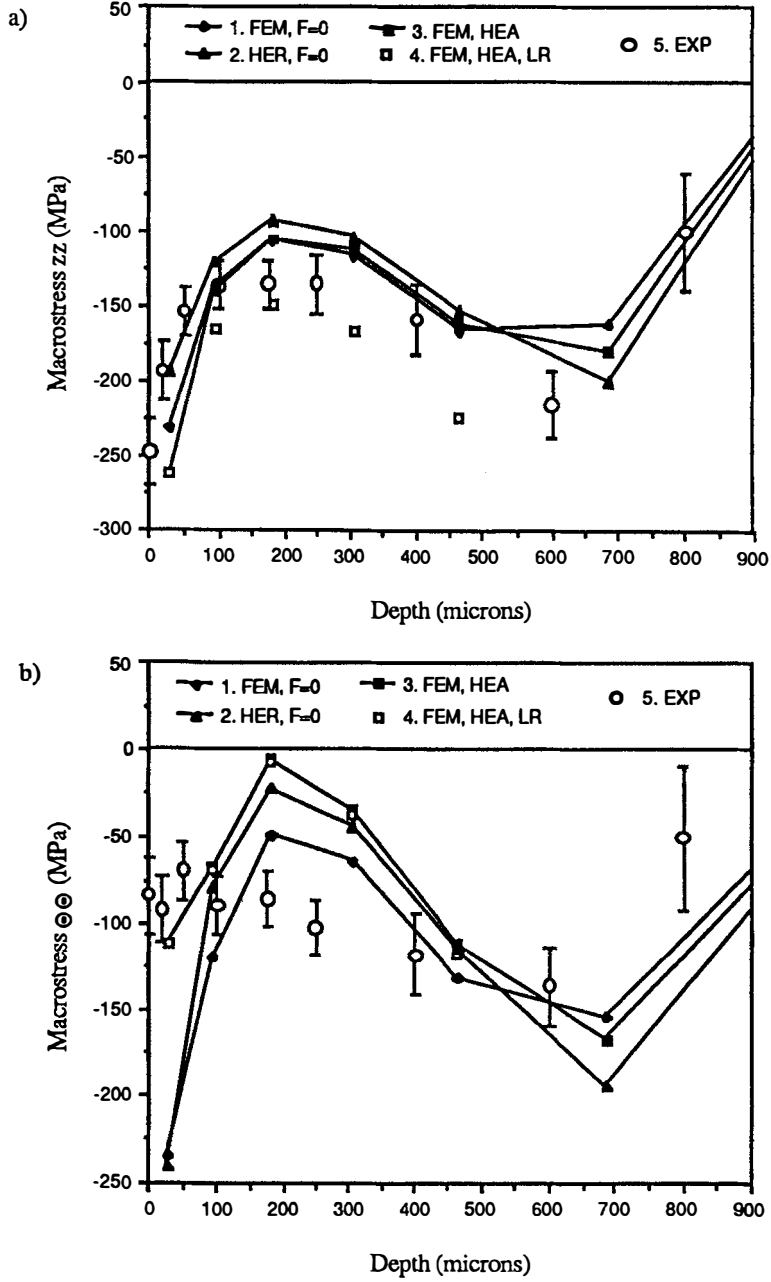 a)
50
0
-50
-100
-150
-200
-250
-300
Macrostress zz (MPa)
1. FEM, F=0
2. HER, F=0
3. FEM, HEA
4. FEM, HEA, LR
5. EXP
0 100 200 300 400 500 600 700 800 900
Depth (microns)
b)
50
0
-50
-100
-150
-200
-250
Macrostress ΘΘ (MPa)
1. FEM, F=0
2. HER, F=0
3. FEM, HEA
4. FEM, HEA, LR
5. EXP
0 100 200 300 400 500 600 700 800 900
Depth (microns)